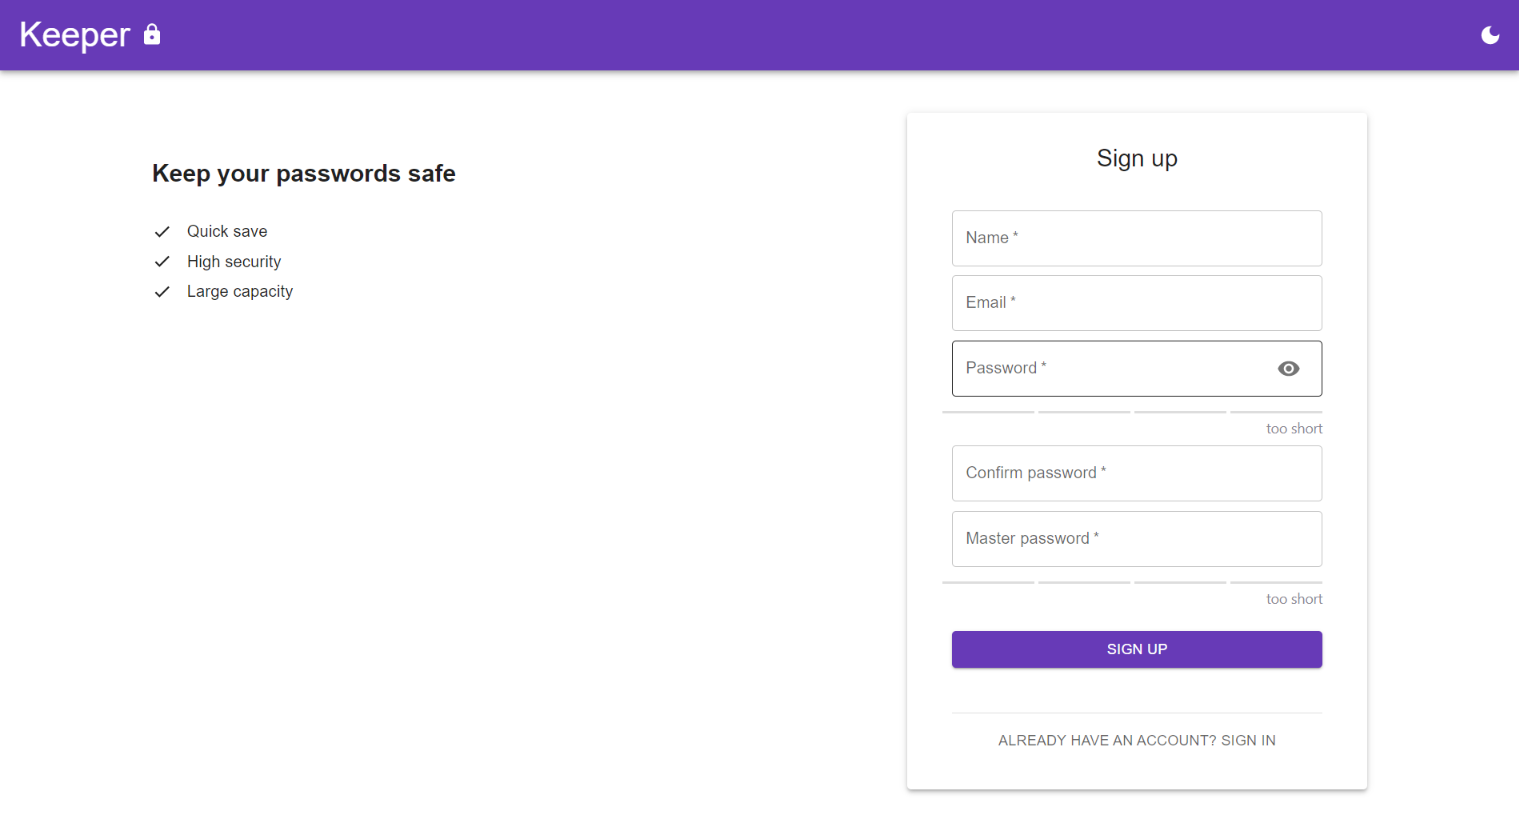 Keeper
Keep your passwords safe
Quick save
High security
Large capacity
Sign up
Name *
Email *
Password *
too short
Confirm password *
Master password *
too short
SIGN UP
ALREADY HAVE AN ACCOUNT? SIGN IN